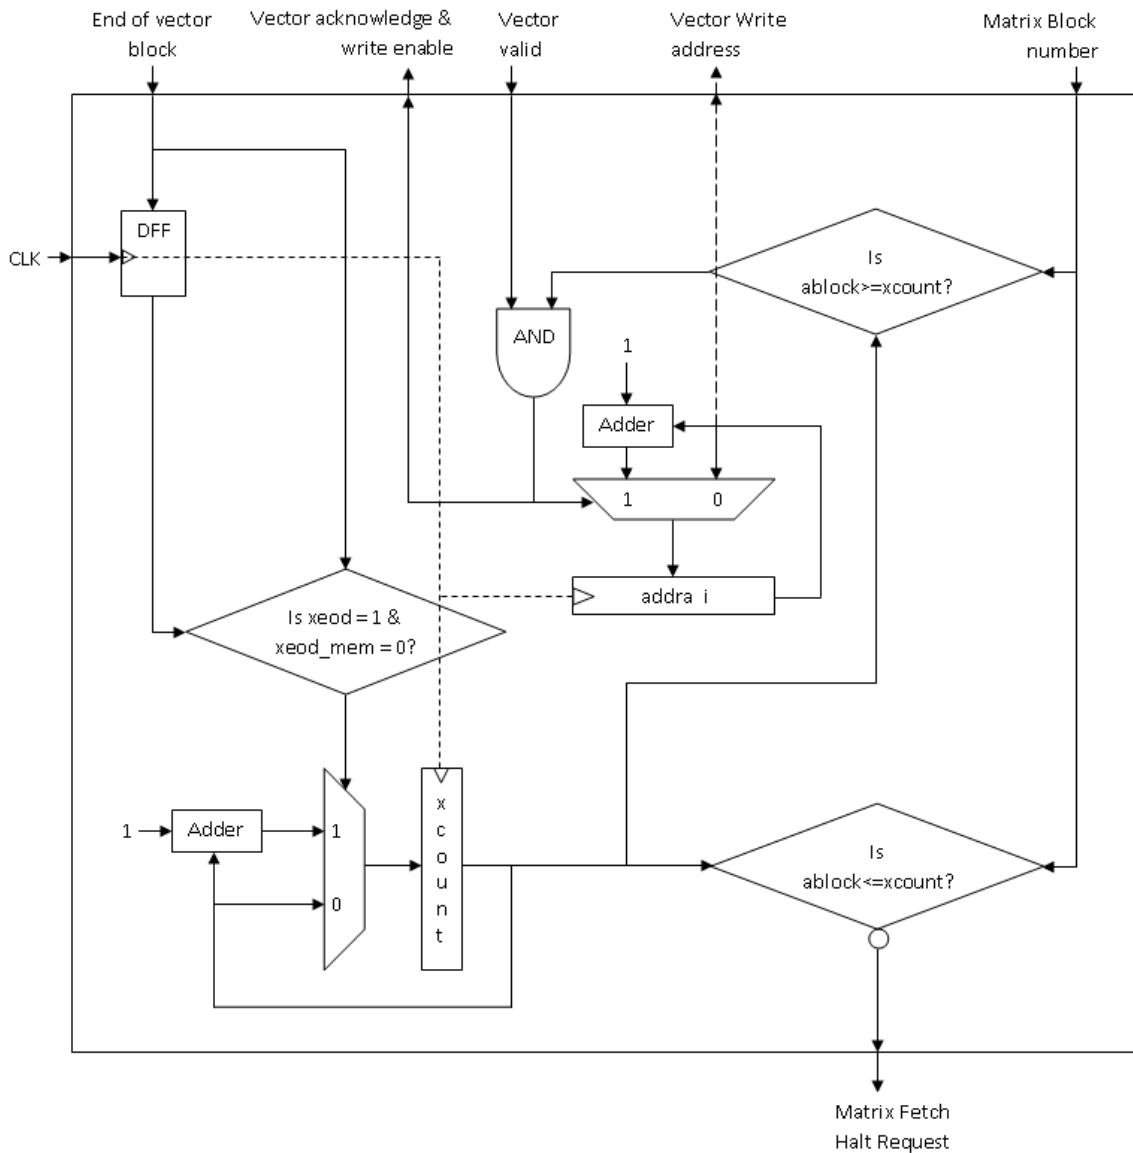 End of vector
block
Vector acknowledge &
write enable
Vector
valid
Vector Write
address
Matrix Block
number
DFF
CLK
Is
ablock>=xcount?
AND
1
Adder
1 0
addra i
Is xeod = 1 &
xeod_mem = 0?
1
Adder
1
0
x
c
o
u
n
t
Is
ablock<=xcount?
Matrix Fetch
Halt Request